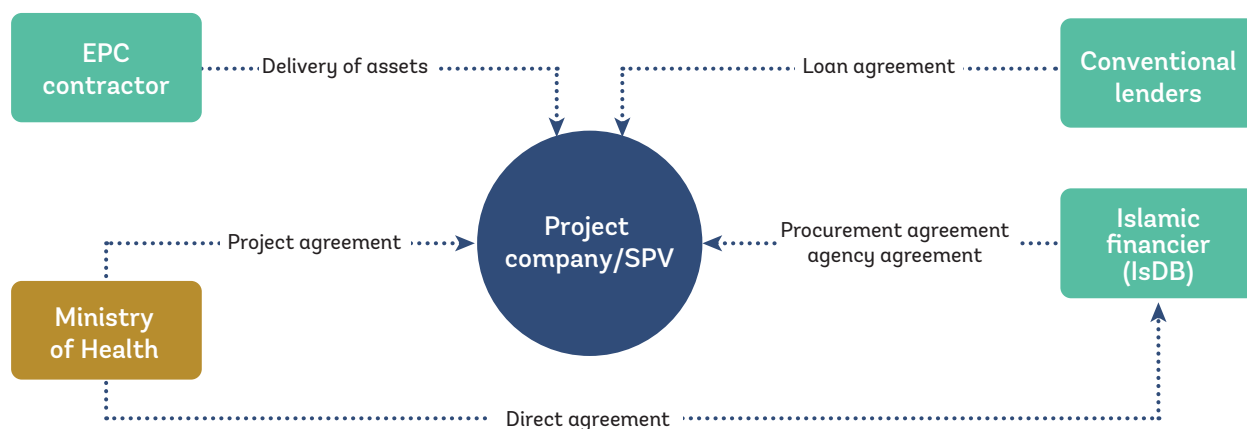 EPC
contractor
Delivery of assets
Loan agreement
Conventional
lenders
Project
company/SPV
Project agreement
Procurement agreement
agency agreement
Islamic
financier
(IsDB)
Ministry
of Health
Direct agreement